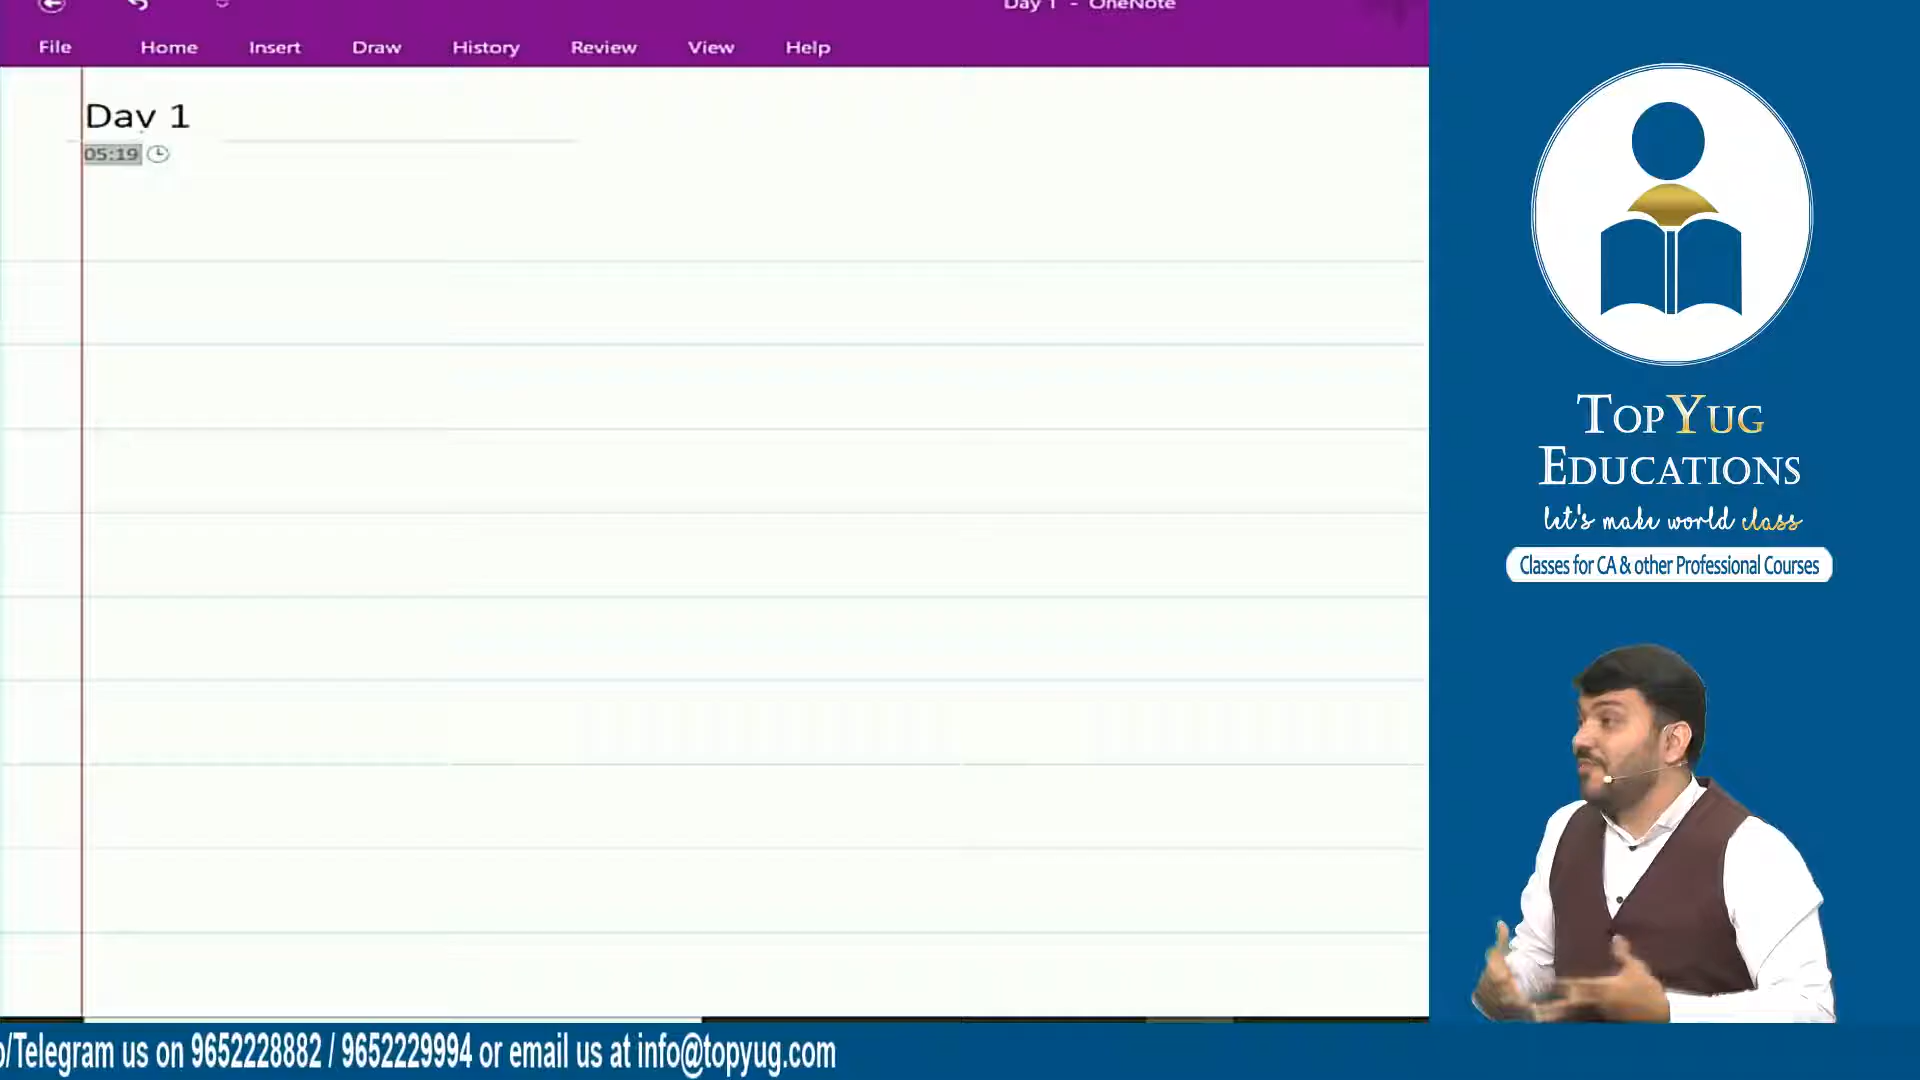 Day 1 - OneNote
File Home Insert Draw History Review View Help
Day 1
05:19
TOPYUG
EDUCATIONS
let's make world class
Classes for CA & other Professional Courses
/Telegram us on 9652228882 / 9652229994 or email us at info@topyug.com